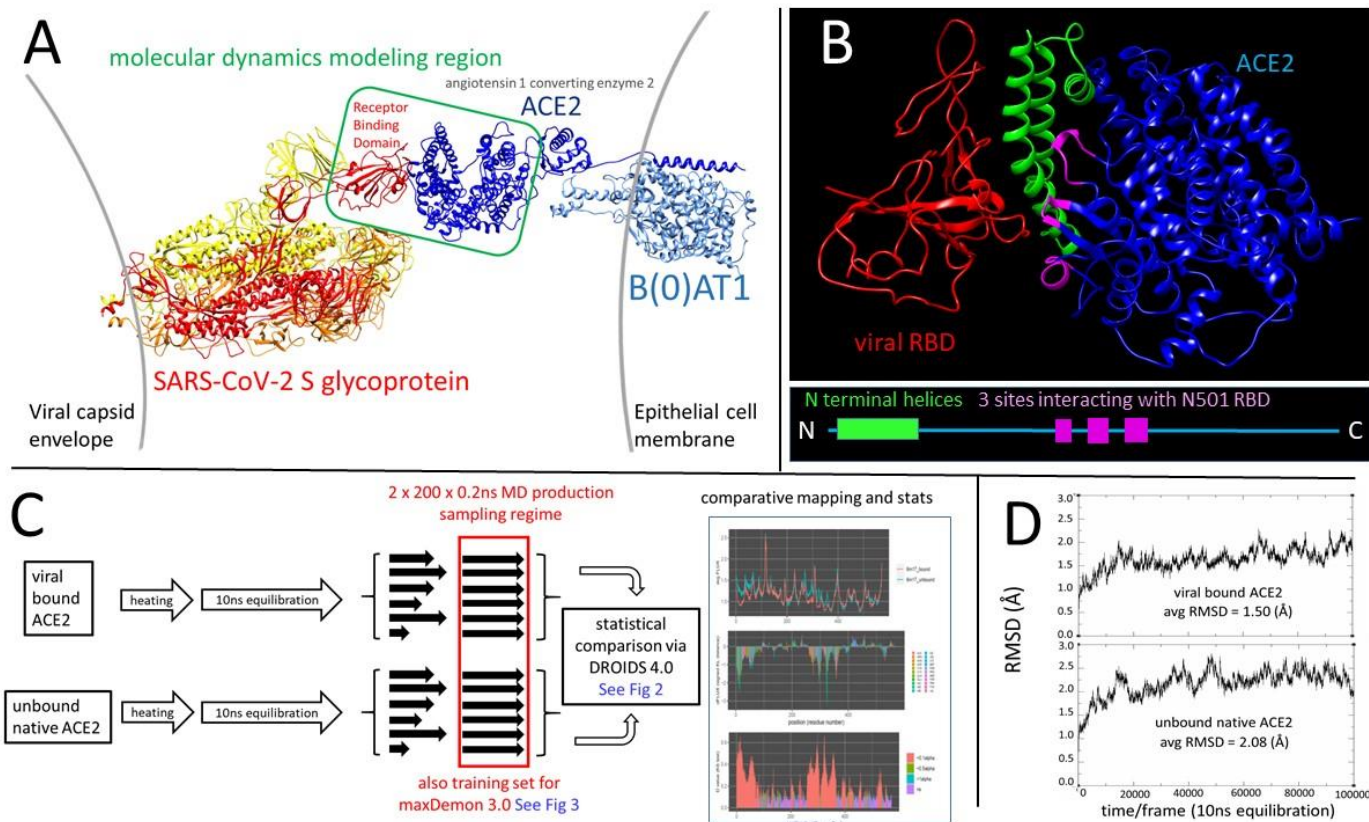 A
molecular dynamics modeling region
angiotensin 1 converting enzyme 2
ACE2
Receptor
Binding
Domain
B(0)AT1
SARS-CoV-2 S glycoprotein
Viral capsid
envelope
Epithelial cell
membrane
B
ACE2
viral RBD
N terminal helices 3 sites interacting with N501 RBD
N
C
C
2 x 200 x 0.2ns MD production
sampling regime
comparative mapping and stats
viral
bound
ACE2
heating
10ns equilibration
unbound
native ACE2
heating
10ns equilibration
statistical
comparison via
DROIDS 4.0
See Fig 2
also training set for
maxDemon 3.0 See Fig 3
position (residue number)
D
RMSD (Å)
3.0
2.5
2.0
1.5
1.0
0.5
0.0
viral bound ACE2
avg RMSD = 1.50 (Å)
3.0
2.5
2.0
1.5
1.0
0.5
0.0
unbound native ACE2
avg RMSD = 2.08 (Å)
0 20000 40000 60000 80000 100000
time/frame (10ns equilibration)